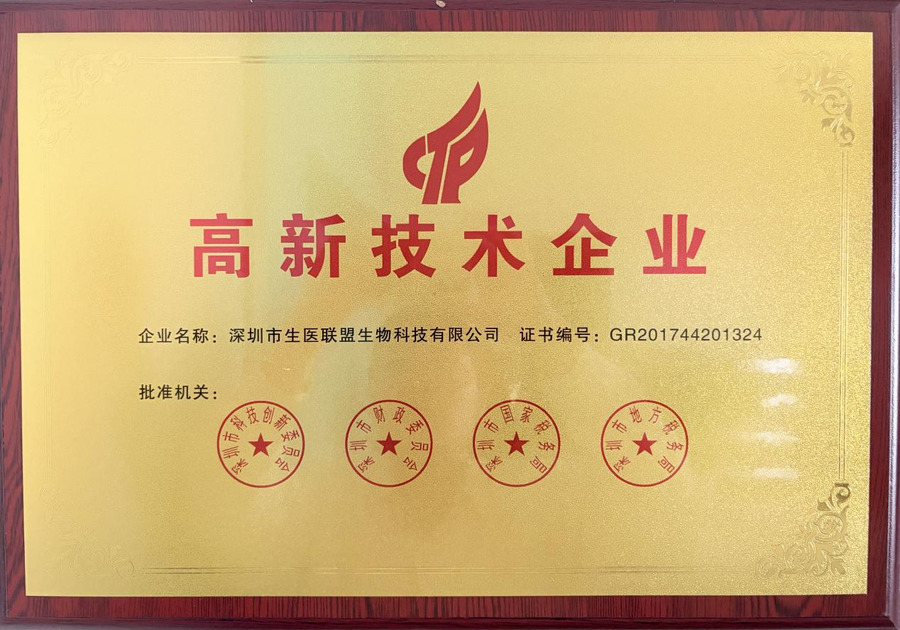 CTP
高新技术企业
企业名称：深圳市生医联盟生物科技有限公司 证书编号：GR201744201324
批准机关：
深圳市科技创新委员会
深圳市财政委员会
深圳市国家税务局
深圳市地方税务局